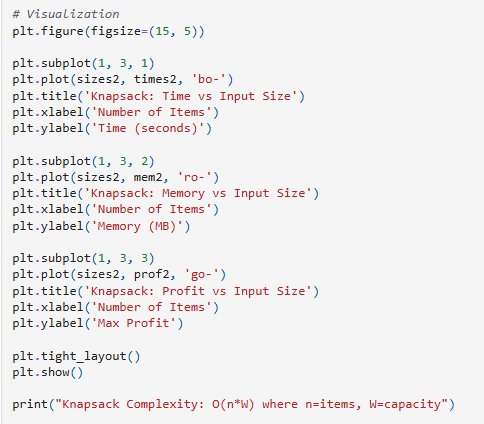 # Visualization
plt.figure(figsize=(15, 5))
plt.subplot(1, 3, 1)
plt.plot(sizes2, times2, 'bo-')
plt.title('Knapsack: Time vs Input Size')
plt.xlabel('Number of Items')
plt.ylabel('Time (seconds)')
plt.subplot(1, 3, 2)
plt.plot(sizes2, mem2, 'ro-')
plt.title('Knapsack: Memory vs Input Size')
plt.xlabel('Number of Items')
plt.ylabel('Memory (MB)')
plt.subplot(1, 3, 3)
plt.plot(sizes2, prof2, 'go-')
plt.title('Knapsack: Profit vs Input Size')
plt.xlabel('Number of Items')
plt.ylabel('Max Profit')
plt.tight_layout()
plt.show()
print("Knapsack Complexity: O(n*W) where n=items, W=capacity")